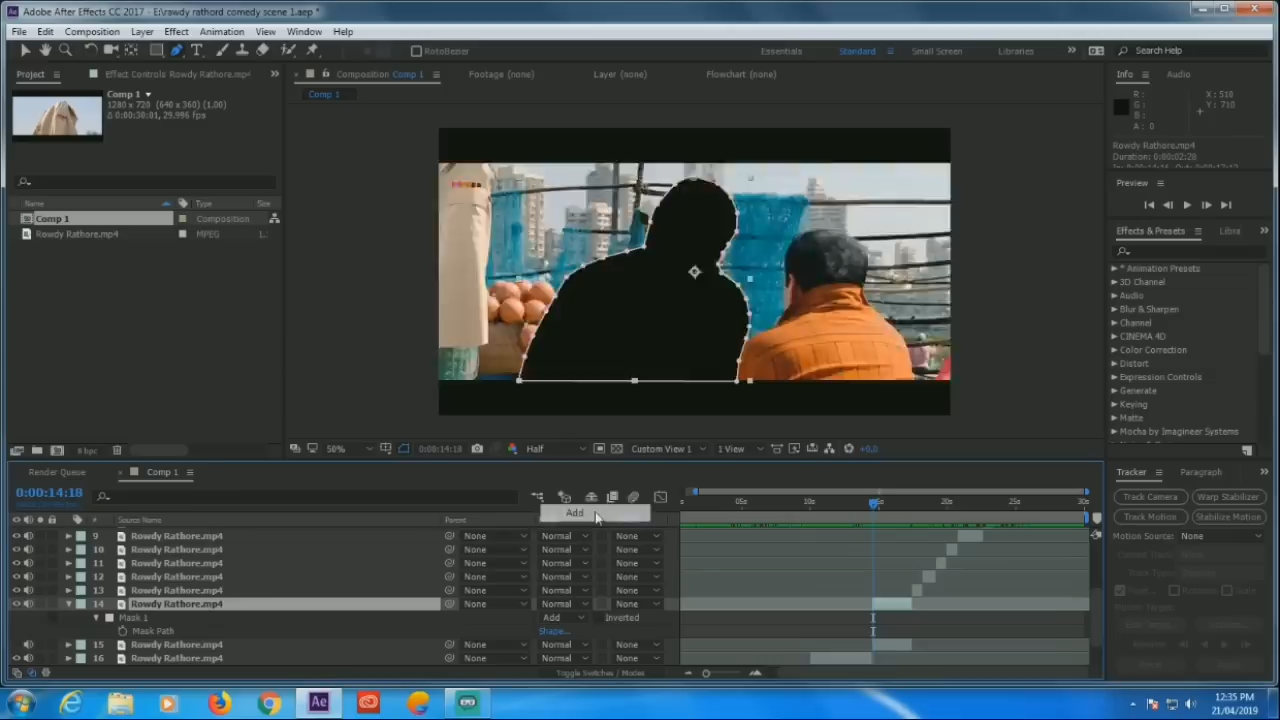 Adobe After Effects CC 2017 - E:\rawdy rathord comedy scene 1.aep *
File Edit Composition Layer Effect Animation View Window Help
RotoBezier
Essentials Standard Small Screen Libraries Search Help
Project Effect Controls Rowdy Rathore.mp4 Composition Comp 1 Footage (none) Layer (none) Flowchart (none) Info Audio
Comp 1
1280 x 720 (640 x 360) (1.00)
Δ 0:00:30:01, 29.996 fps
Comp 1
R : X : 510
G : Y : 710
B :
A : 0
Rowdy Rathore.mp4
Duration: 0:00:02:28
Preview
Name Type Size
Comp 1 Composition
Rowdy Rathore.mp4 MPEG
Effects & Presets Libra
* Animation Presets
3D Channel
Audio
Blur & Sharpen
Channel
CINEMA 4D
Color Correction
Distort
Expression Controls
Generate
Keying
Matte
Mocha by Imagineer Systems
8 bpc 50% 0:00:14:18 Half Custom View 1 1 View +0.0
Render Queue Comp 1
Tracker Paragraph
Track Camera Warp Stabilizer
Track Motion Stabilize Motion
Motion Source: None
0:00:14:18
Add
05s 10s 25s 30s
# Source Name Parent
9 Rowdy Rathore.mp4 None Normal None
10 Rowdy Rathore.mp4 None Normal None
11 Rowdy Rathore.mp4 None Normal None
12 Rowdy Rathore.mp4 None Normal None
13 Rowdy Rathore.mp4 None Normal None
14 Rowdy Rathore.mp4 None Normal None
Mask 1 Add Inverted
Mask Path Shape...
15 Rowdy Rathore.mp4 None Normal None
16 Rowdy Rathore.mp4 None Normal None
Toggle Switches / Modes
Ae
12:35 PM
21/04/2019